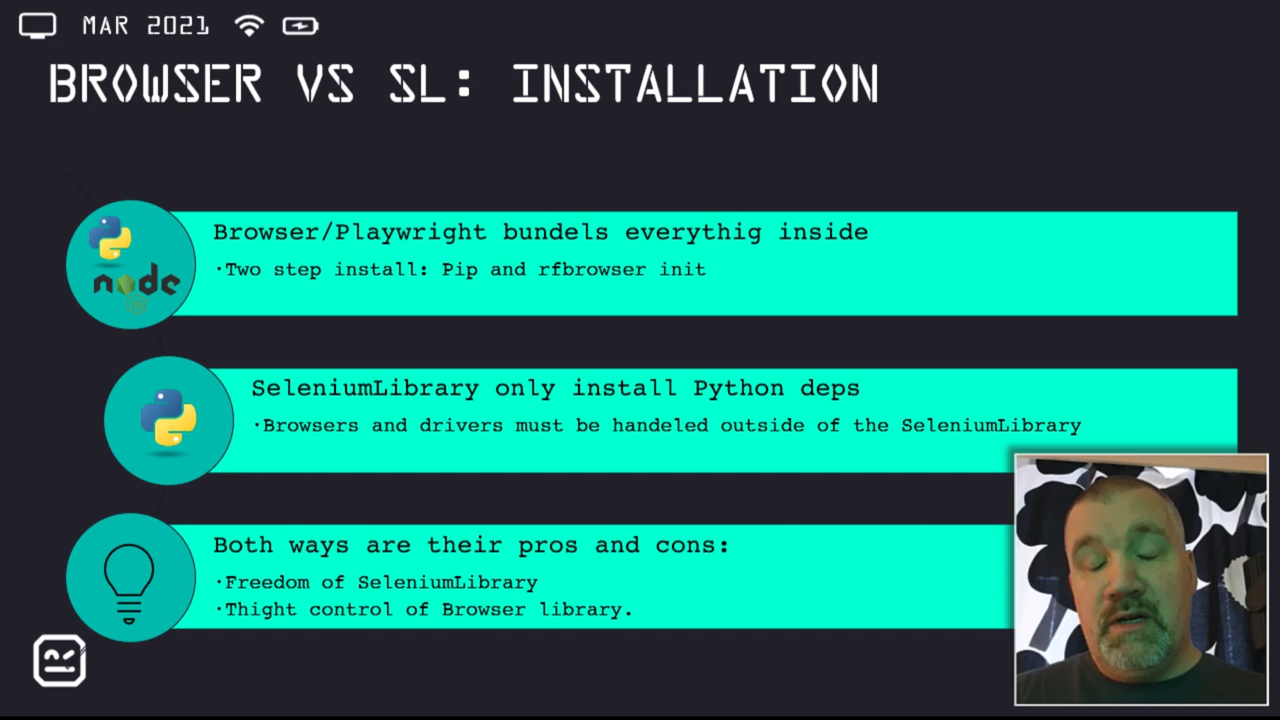 MAR 2021
BROWSER VS SL: INSTALLATION
Browser/Playwright bundels everythig inside
·Two step install: Pip and rfbrowser init
node
SeleniumLibrary only install Python deps
·Browsers and drivers must be handeled outside of the SeleniumLibrary
Both ways are their pros and cons:
·Freedom of SeleniumLibrary
·Thight control of Browser library.